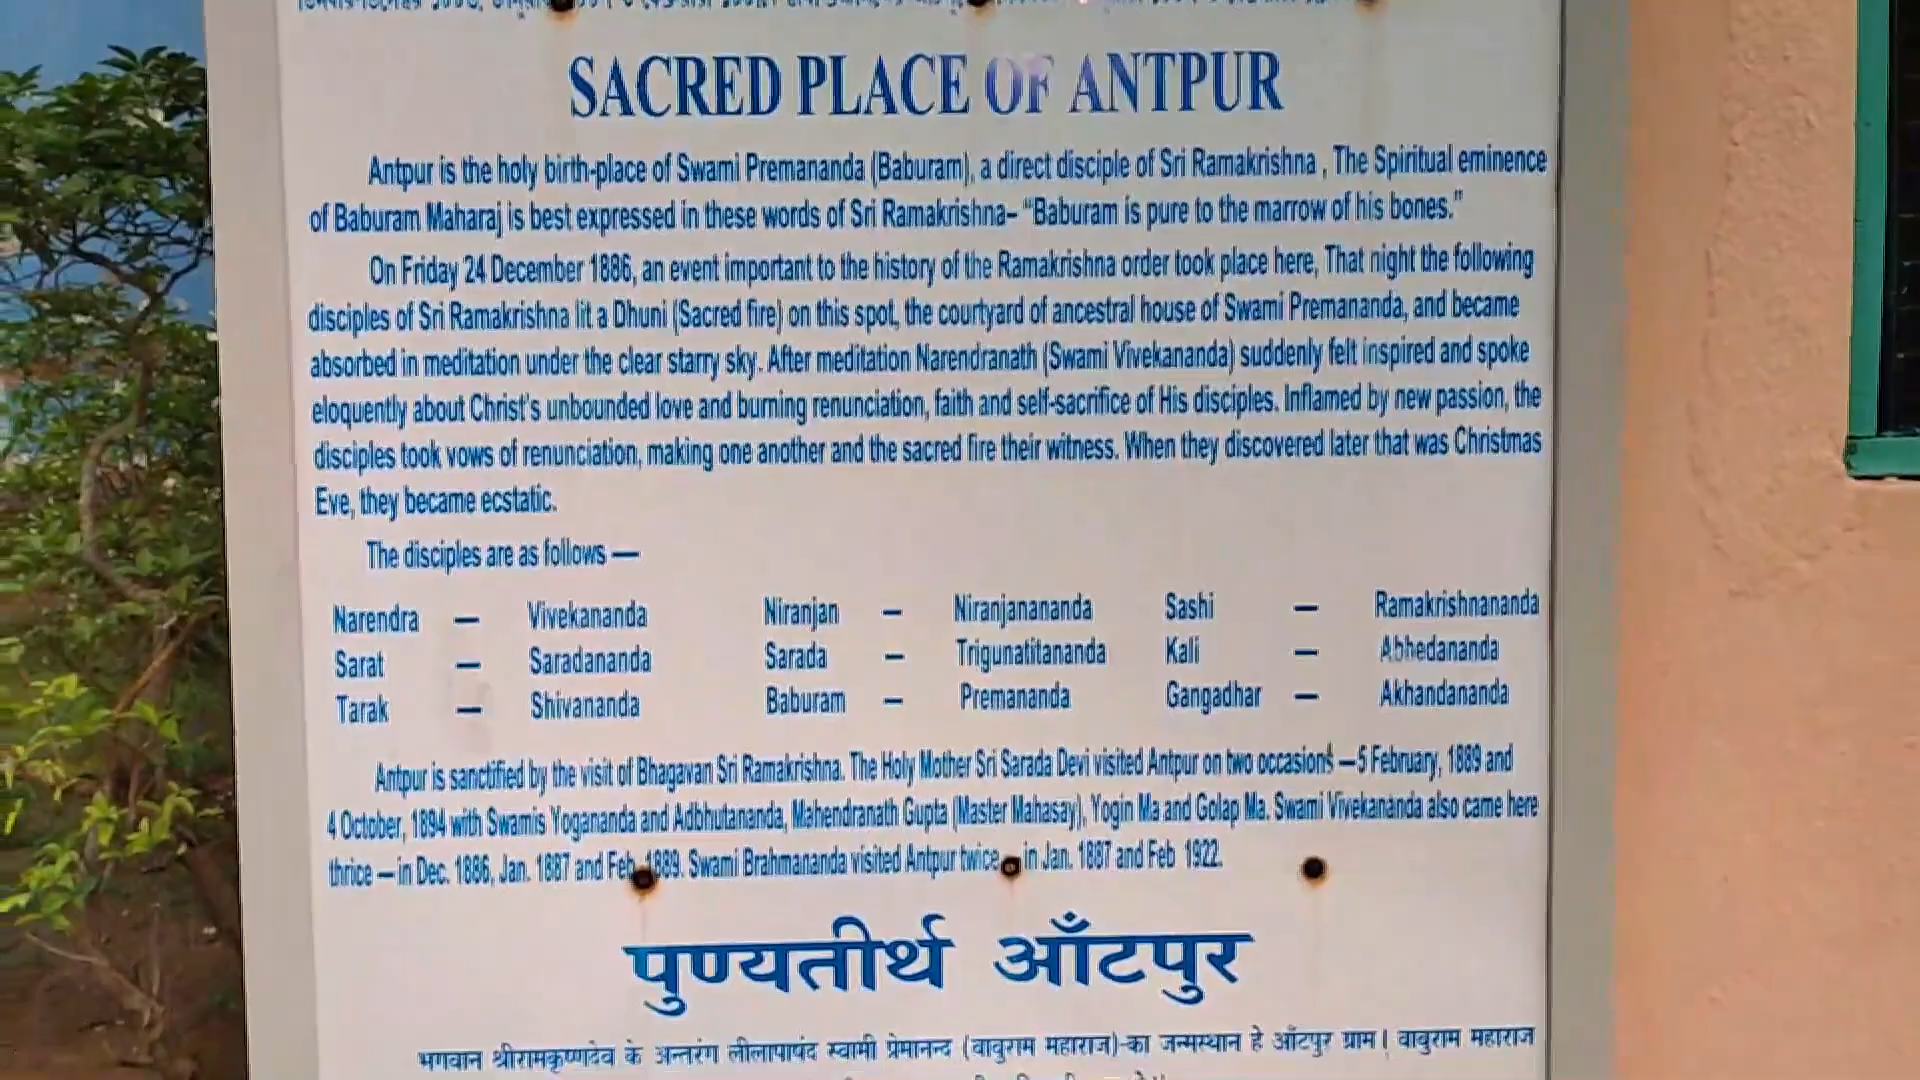 SACRED PLACE OF ANTPUR
Antpur is the holy birth-place of Swami Premananda (Baburam), a direct disciple of Sri Ramakrishna , The Spiritual eminence
of Baburam Maharaj is best expressed in these words of Sri Ramakrishna– “Baburam is pure to the marrow of his bones.”
On Friday 24 December 1886, an event important to the history of the Ramakrishna order took place here, That night the following
disciples of Sri Ramakrishna lit a Dhuni (Sacred fire) on this spot, the courtyard of ancestral house of Swami Premananda, and became
absorbed in meditation under the clear starry sky. After meditation Narendranath (Swami Vivekananda) suddenly felt inspired and spoke
eloquently about Christ's unbounded love and burning renunciation, faith and self-sacrifice of His disciples. Inflamed by new passion, the
disciples took vows of renunciation, making one another and the sacred fire their witness. When they discovered later that was Christmas
Eve, they became ecstatic.
The disciples are as follows —
Narendra — Vivekananda Niranjan — Niranjanananda Sashi — Ramakrishnananda
Sarat — Saradananda Sarada — Trigunatitananda Kali — Abhedananda
Tarak — Shivananda Baburam — Premananda Gangadhar — Akhandananda
Antpur is sanctified by the visit of Bhagavan Sri Ramakrishna. The Holy Mother Sri Sarada Devi visited Antpur on two occasions —5 February, 1889 and
4 October, 1894 with Swamis Yogananda and Adbhutananda, Mahendranath Gupta (Master Mahasay), Yogin Ma and Golap Ma. Swami Vivekananda also came here
thrice — in Dec. 1886, Jan. 1887 and Feb. 1889. Swami Brahmananda visited Antpur twice — in Jan. 1887 and Feb 1922.
पुण्यतीर्थ आँटपुर
भगवान श्रीरामकृष्णदेव के अन्तरंग लीलापार्षद स्वामी प्रेमानन्द (बाबुराम महाराज)-का जन्मस्थान हे आँटपुर ग्राम। बाबुराम महाराज